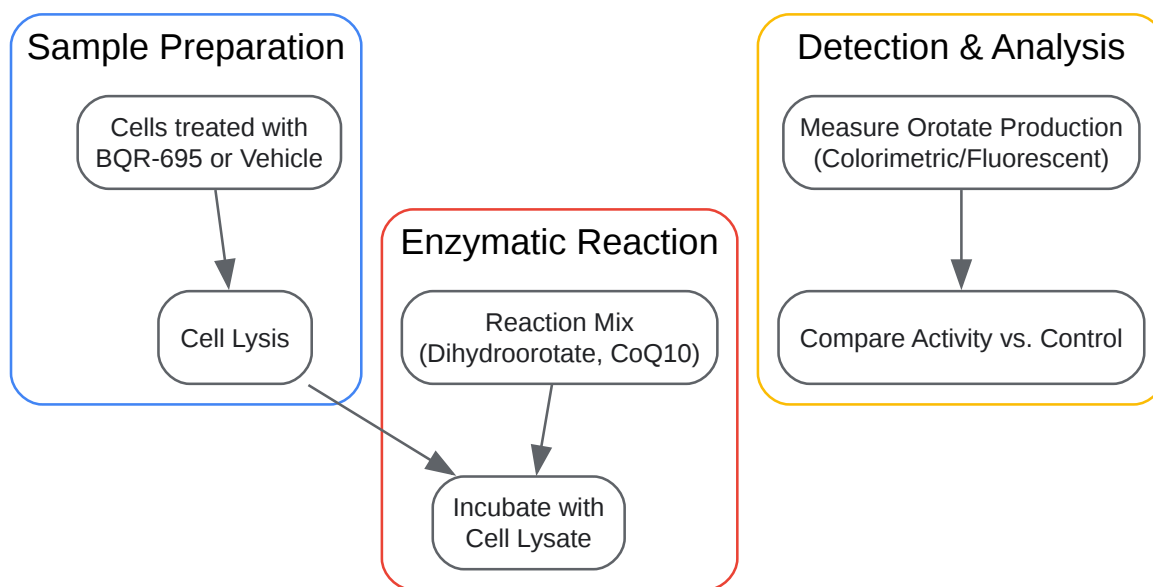 Sample Preparation
Cells treated with
BQR-695 or Vehicle
Cell Lysis
Enzymatic Reaction
Reaction Mix
(Dihydroorotate, CoQ10)
Incubate with
Cell Lysate
Detection & Analysis
Measure Orotate Production
(Colorimetric/Fluorescent)
Compare Activity vs. Control